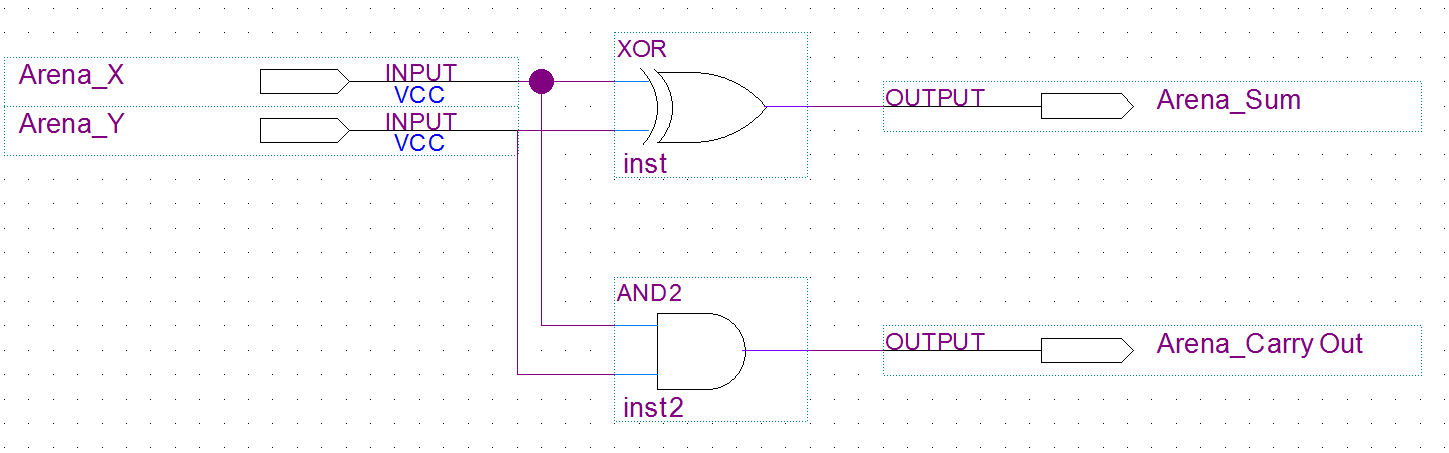 XOR
Arena_X INPUT
VCC
Arena_Y INPUT
VCC
OUTPUT Arena_Sum
inst
AND2
OUTPUT Arena_Carry Out
inst2